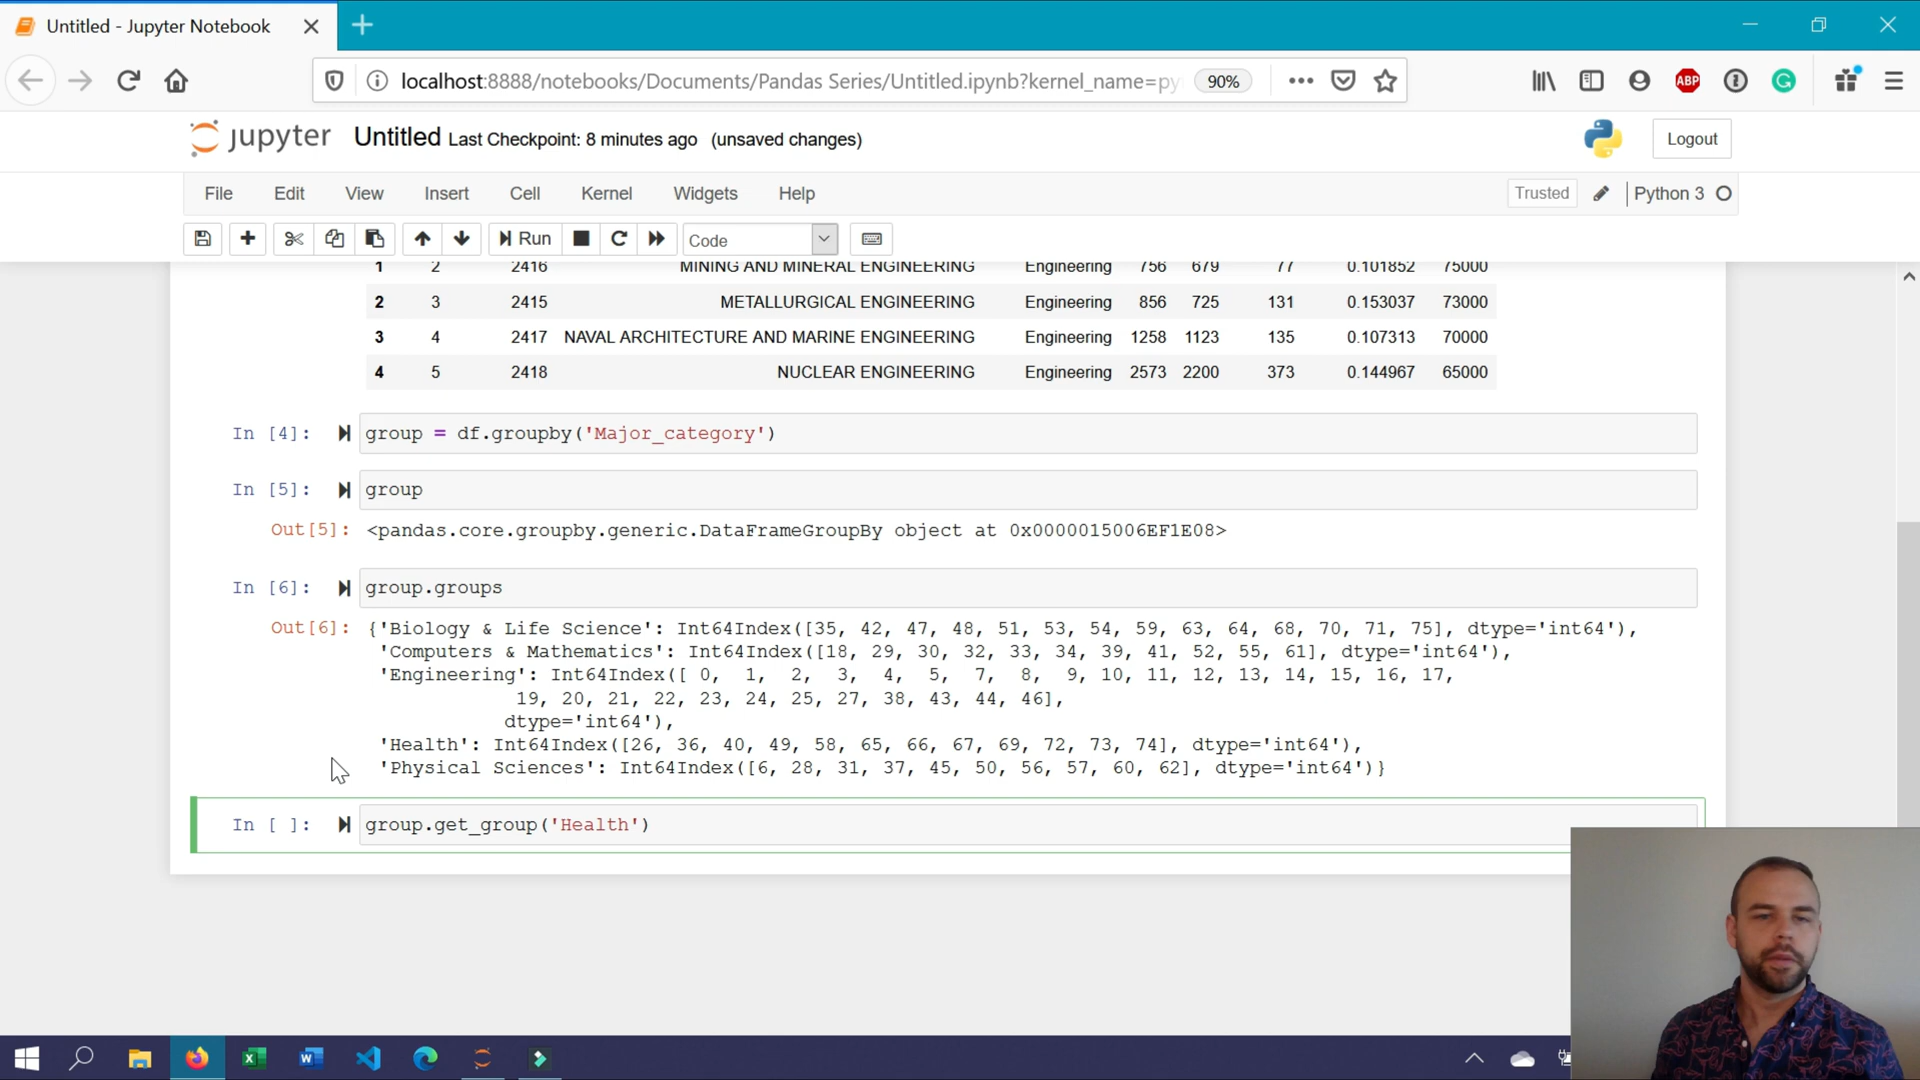 Untitled - Jupyter Notebook
localhost:8888/notebooks/Documents/Pandas Series/Untitled.ipynb?kernel_name=py 90%
ABP
jupyter Untitled Last Checkpoint: 8 minutes ago (unsaved changes) Logout
File Edit View Insert Cell Kernel Widgets Help Trusted Python 3
Run Code
1 2 2416 MINING AND MINERAL ENGINEERING Engineering 756 679 77 0.101852 75000
2 3 2415 METALLURGICAL ENGINEERING Engineering 856 725 131 0.153037 73000
3 4 2417 NAVAL ARCHITECTURE AND MARINE ENGINEERING Engineering 1258 1123 135 0.107313 70000
4 5 2418 NUCLEAR ENGINEERING Engineering 2573 2200 373 0.144967 65000
In [4]: group = df.groupby('Major_category')
In [5]: group
Out[5]: <pandas.core.groupby.generic.DataFrameGroupBy object at 0x0000015006EF1E08>
In [6]: group.groups
Out[6]: {'Biology & Life Science': Int64Index([35, 42, 47, 48, 51, 53, 54, 59, 63, 64, 68, 70, 71, 75], dtype='int64'),
'Computers & Mathematics': Int64Index([18, 29, 30, 32, 33, 34, 39, 41, 52, 55, 61], dtype='int64'),
'Engineering': Int64Index([ 0, 1, 2, 3, 4, 5, 7, 8, 9, 10, 11, 12, 13, 14, 15, 16, 17,
19, 20, 21, 22, 23, 24, 25, 27, 38, 43, 44, 46],
dtype='int64'),
'Health': Int64Index([26, 36, 40, 49, 58, 65, 66, 67, 69, 72, 73, 74], dtype='int64'),
'Physical Sciences': Int64Index([6, 28, 31, 37, 45, 50, 56, 57, 60, 62], dtype='int64')}
In [ ]: group.get_group('Health')